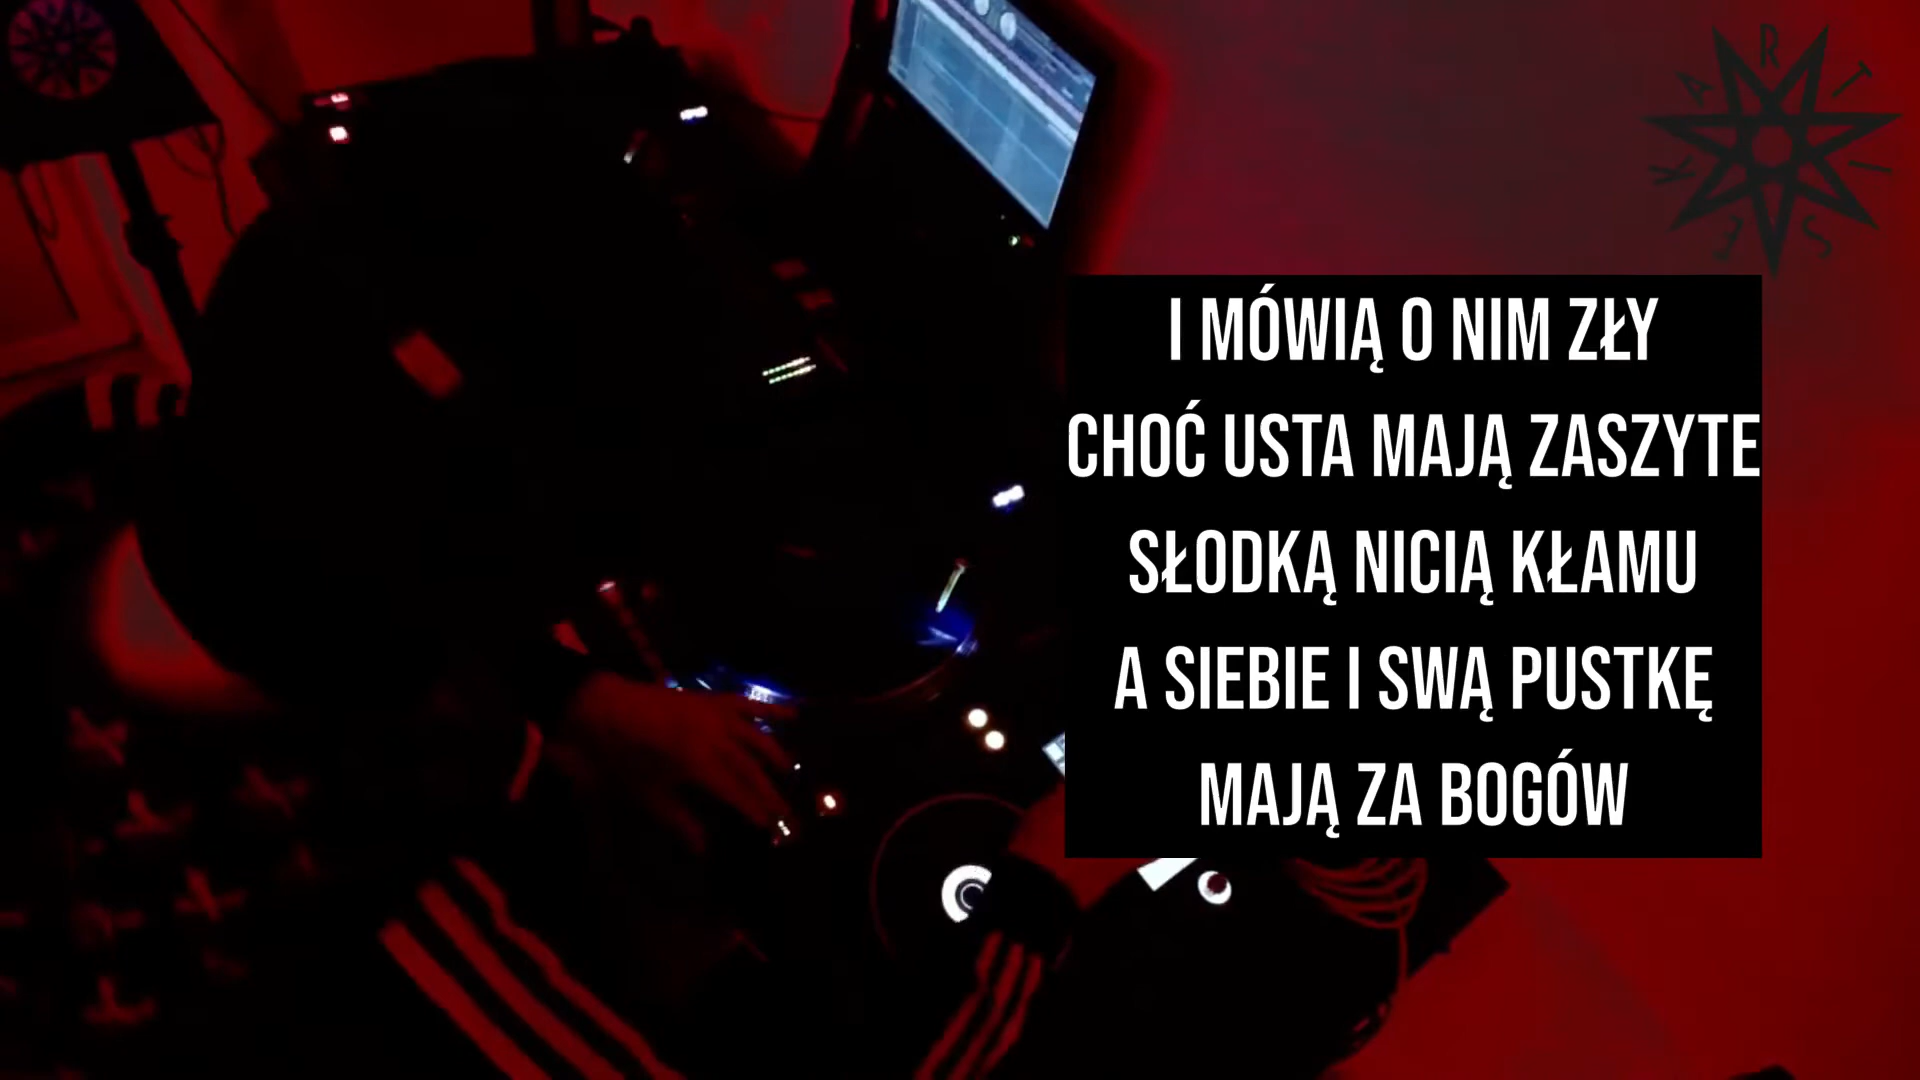 I MÓWIĄ O NIM ZŁY
CHOĆ USTA MAJĄ ZASZYTE
SŁODKĄ NICIĄ KŁAMU
A SIEBIE I SWĄ PUSTKĘ
MAJĄ ZA BOGÓW